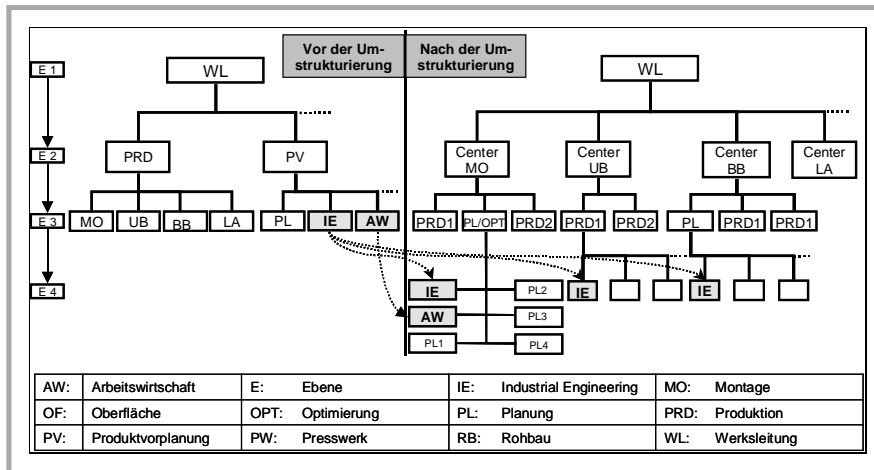 Vor der Um-
strukturierung
Nach der Um-
strukturierung
E 1
WL
WL
E 2
PRD
PV
Center
MO
Center
UB
Center
BB
Center
LA
E 3
MO
UB
BB
LA
PL
IE
AW
PRD1
PL/OPT
PRD2
PRD1
PRD2
PL
PRD1
PRD1
E 4
IE
PL2
IE
IE
AW
PL3
PL1
PL4
AW: Arbeitswirtschaft E: Ebene IE: Industrial Engineering MO: Montage
OF: Oberfläche OPT: Optimierung PL: Planung PRD: Produktion
PV: Produktvorplanung PW: Presswerk RB: Rohbau WL: Werksleitung